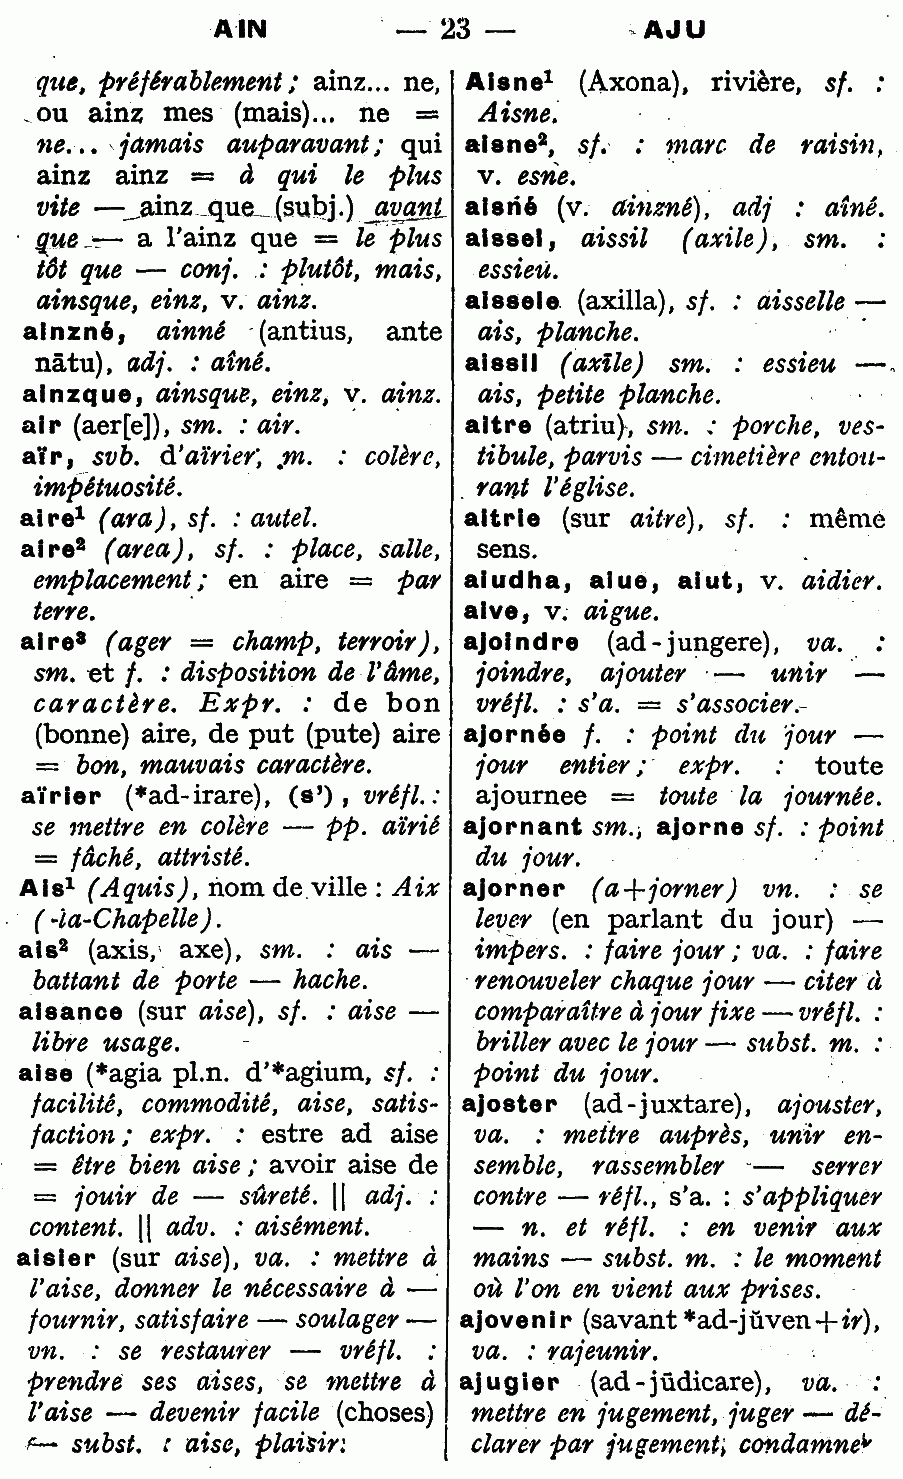 AIN — 23 — AJU
que, préférablement ; ainz... ne,
ou ainz mes (mais)... ne =
ne... jamais auparavant ; qui
ainz ainz = à qui le plus
vite — ainz que (subj.) avant
que — a l'ainz que = le plus
tôt que — conj. : plutôt, mais,
ainsque, einz, v. ainz.
ainzné, ainné (antius, ante
nātu), adj. : aîné.
ainzque, ainsque, einz, v. ainz.
air (aer[e]), sm. : air.
aïr, svb. d'aïrier, m. : colère,
impétuosité.
aire¹ (ara), sf. : autel.
aire² (area), sf. : place, salle,
emplacement ; en aire = par
terre.
aire³ (ager = champ, terroir),
sm. et f. : disposition de l'âme,
caractère. Expr. : de bon
(bonne) aire, de put (pute) aire
= bon, mauvais caractère.
aïrier (*ad-irare), (s'), vréfl. :
se mettre en colère — pp. aïrié
= fâché, attristé.
Ais¹ (Aquis), nom de ville : Aix
(-la-Chapelle).
ais² (axis, axe), sm. : ais —
battant de porte — hache.
aisance (sur aise), sf. : aise —
libre usage.
aise (*agia pl.n. d'*agium, sf. :
facilité, commodité, aise, satis-
faction ; expr. : estre ad aise
= être bien aise ; avoir aise de
= jouir de — sûreté. || adj. :
content. || adv. : aisément.
aisier (sur aise), va. : mettre à
l'aise, donner le nécessaire à —
fournir, satisfaire — soulager —
vn. : se restaurer — vréfl. :
prendre ses aises, se mettre à
l'aise — devenir facile (choses)
— subst. : aise, plaisir.
Aisne¹ (Axona), rivière, sf. :
Aisne.
aisne², sf. : marc de raisin,
v. esne.
aisné (v. ainzné), adj : aîné.
aissel, aissil (axile), sm. :
essieu.
aissele (axilla), sf. : aisselle —
ais, planche.
aissil (axīle) sm. : essieu —
ais, petite planche.
aitre (atriu), sm. : porche, ves-
tibule, parvis — cimetière entou-
rant l'église.
aitrie (sur aitre), sf. : même
sens.
aiudha, aiue, aiut, v. aidier.
aive, v. aigue.
ajoindre (ad-jungere), va. :
joindre, ajouter — unir —
vréfl. : s'a. = s'associer.
ajornée f. : point du jour —
jour entier ; expr. : toute
ajournee = toute la journée.
ajornant sm., ajorne sf. : point
du jour.
ajorner (a+jorner) vn. : se
lever (en parlant du jour) —
impers. : faire jour ; va. : faire
renouveler chaque jour — citer à
comparaître à jour fixe — vréfl. :
briller avec le jour — subst. m. :
point du jour.
ajoster (ad-juxtare), ajouster,
va. : mettre auprès, unir en-
semble, rassembler — serrer
contre — réfl., s'a. : s'appliquer
— n. et réfl. : en venir aux
mains — subst. m. : le moment
où l'on en vient aux prises.
ajovenir (savant *ad-jŭven+ir),
va. : rajeunir.
ajugier (ad-jūdicare), va. :
mettre en jugement, juger — dé-
clarer par jugement, condamner